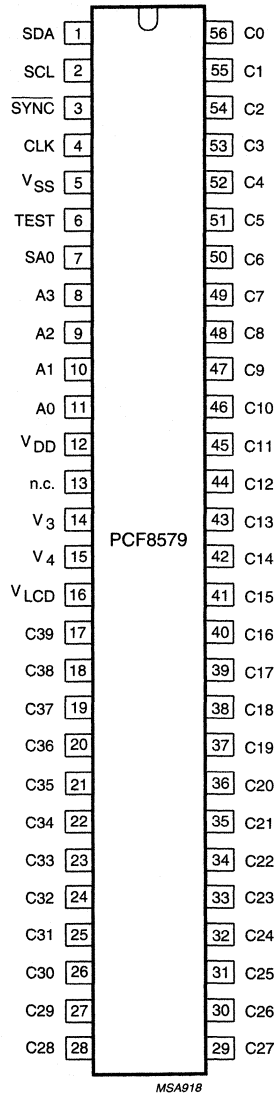 SDA 1 56 C0
SCL 2 55 C1
SYNC 3 54 C2
CLK 4 53 C3
VSS 5 52 C4
TEST 6 51 C5
SA0 7 50 C6
A3 8 49 C7
A2 9 48 C8
A1 10 47 C9
A0 11 46 C10
VDD 12 45 C11
n.c. 13 44 C12
V3 14 43 C13
PCF8579
V4 15 42 C14
VLCD 16 41 C15
C39 17 40 C16
C38 18 39 C17
C37 19 38 C18
C36 20 37 C19
C35 21 36 C20
C34 22 35 C21
C33 23 34 C22
C32 24 33 C23
C31 25 32 C24
C30 26 31 C25
C29 27 30 C26
C28 28 29 C27
MSA918